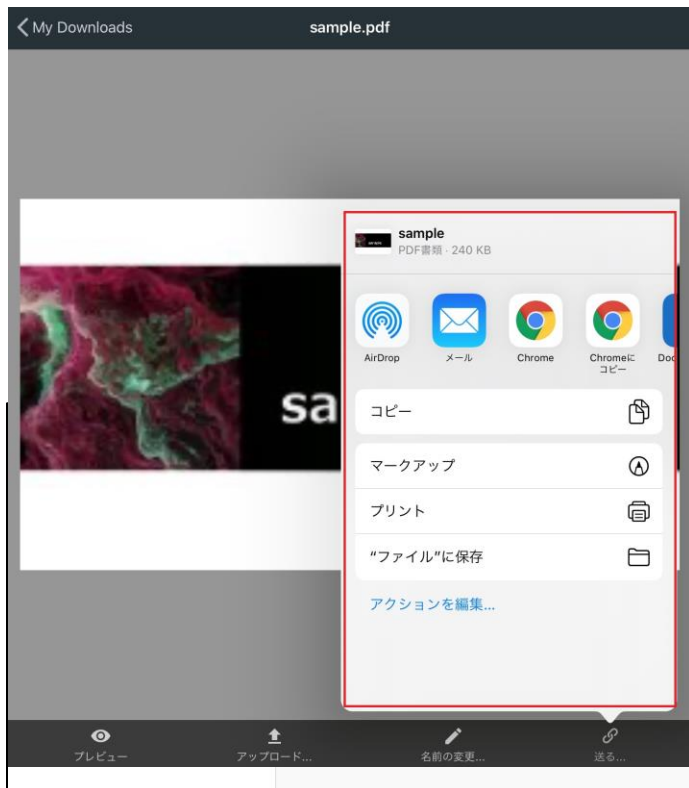 My Downloads
sample.pdf
sample
PDF書類 · 240 KB
sa
AirDrop
メール
Chrome
Chromeに
コピー
Doc
コピー
マークアップ
プリント
“ファイル”に保存
アクションを編集...
プレビュー
アップロード...
名前の変更...
送る...